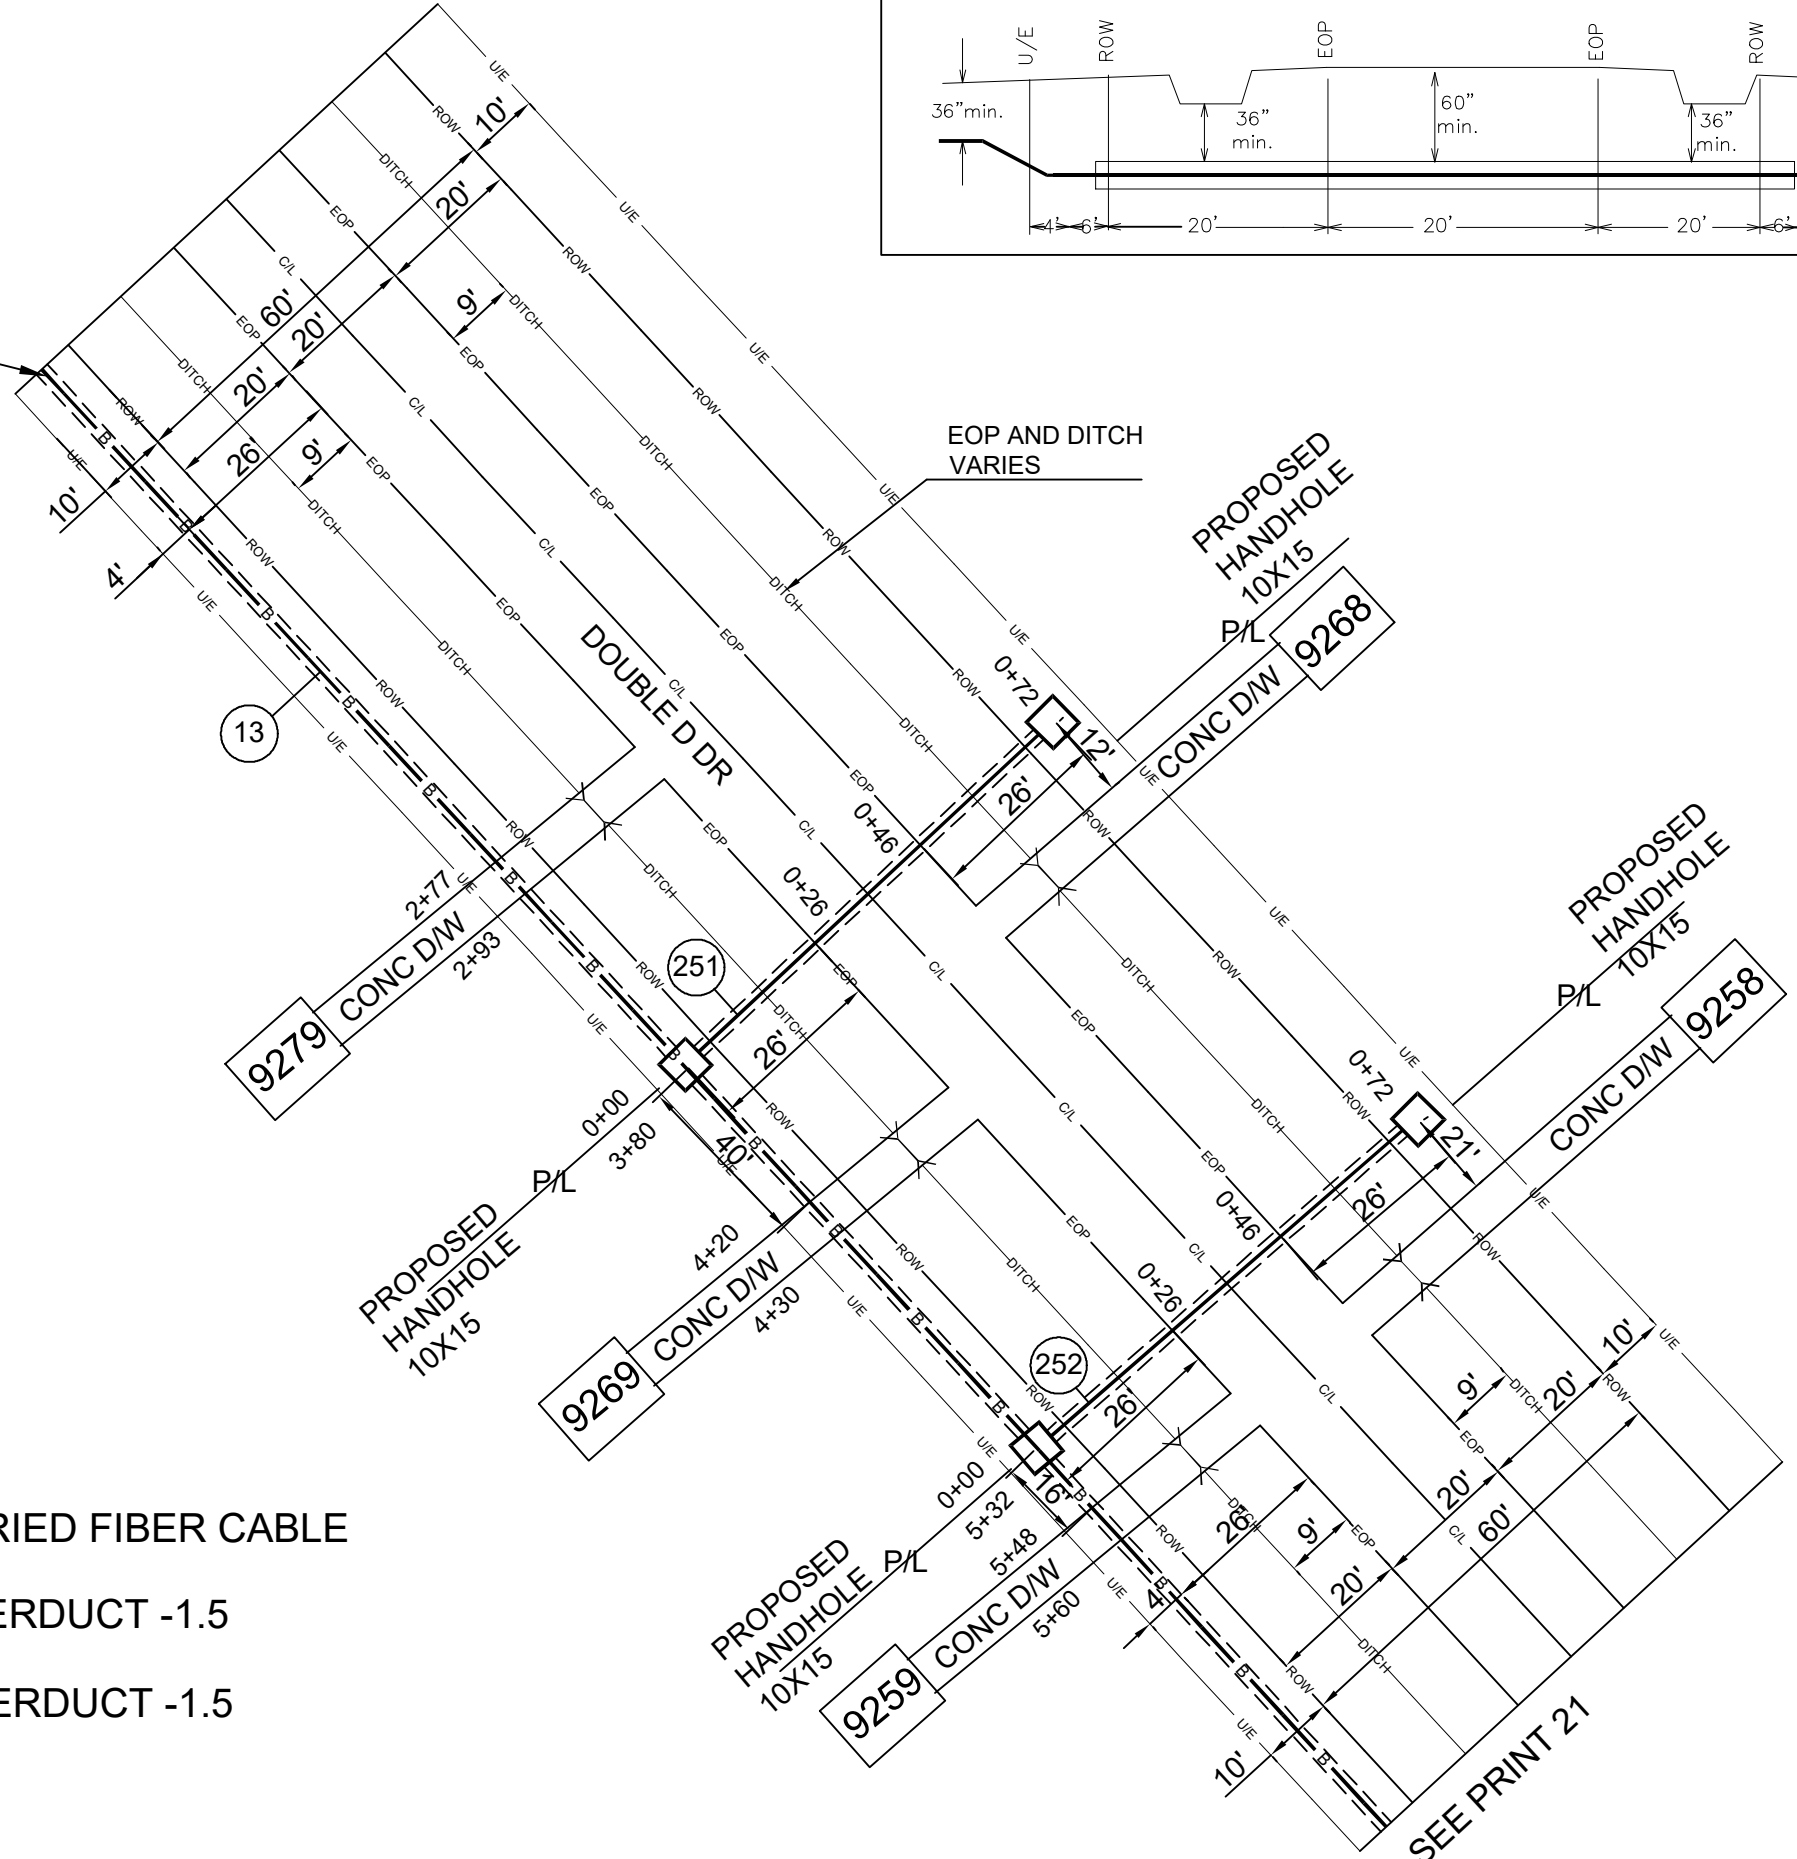 U/E
ROW
EOP
EOP
ROW
36"min.
36"
min.
60"
min.
36"
min.
4'
6'
20'
20'
20'
6'
U/E
ROW
10'
DITCH
20'
EOP
C/L
60'
20'
9'
EOP
20'
DITCH
26'
9'
ROW
10'
4'
U/E
EOP AND DITCH
VARIES
DOUBLE D DR
13
PROPOSED
HANDHOLE
10X15
P/L
9268
CONC D/W
0+72
12'
26'
0+46
0+26
251
26'
2+77
CONC D/W
2+93
9279
0+00
3+80
40'
P/L
PROPOSED
HANDHOLE
10X15
4+20
CONC D/W
4+30
9269
PROPOSED
HANDHOLE
10X15
P/L
9258
CONC D/W
0+72
21'
26'
0+46
0+26
252
26'
0+00
5+32
16'
5+48
P/L
PROPOSED
HANDHOLE
10X15
CONC D/W
5+60
9259
26'
9'
4'
10'
20'
9'
20'
60'
20'
10'
SEE PRINT 21
RIED FIBER CABLE
ERDUCT -1.5
ERDUCT -1.5